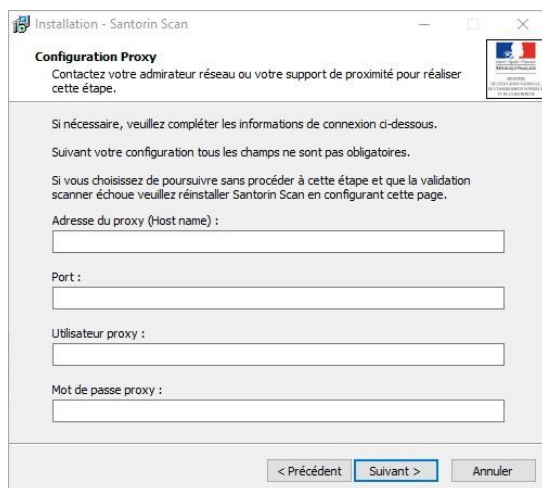 Installation - Santorin Scan
Configuration Proxy
Contactez votre admirateur réseau ou votre support de proximité pour réaliser
cette étape.
Si nécessaire, veuillez compléter les informations de connexion ci-dessous.
Suivant votre configuration tous les champs ne sont pas obligatoires.
Si vous choisissez de poursuivre sans procéder à cette étape et que la validation
scanner échoue veuillez réinstaller Santorin Scan en configurant cette page.
Adresse du proxy (Host name) :
Port :
Utilisateur proxy :
Mot de passe proxy :
< Précédent
Suivant >
Annuler